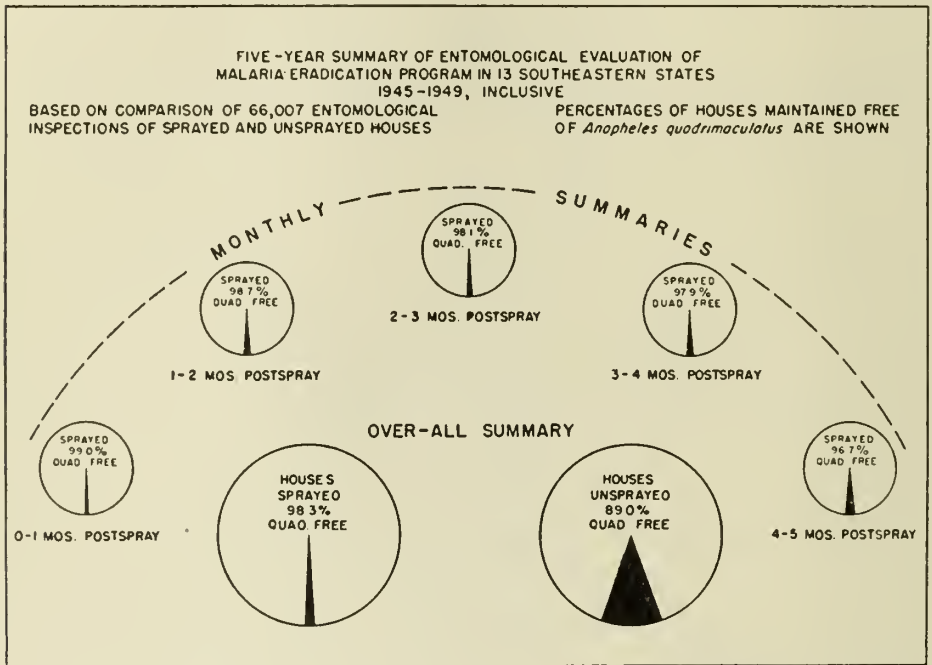 FIVE-YEAR SUMMARY OF ENTOMOLOGICAL EVALUATION OF
MALARIA ERADICATION PROGRAM IN 13 SOUTHEASTERN STATES
1945-1949, INCLUSIVE
BASED ON COMPARISON OF 66,007 ENTOMOLOGICAL
INSPECTIONS OF SPRAYED AND UNSPRAYED HOUSES
PERCENTAGES OF HOUSES MAINTAINED FREE
OF Anopheles quadrimaculatus ARE SHOWN
MONTHLY SUMMARIES
SPRAYED
99.0%
QUAD FREE
0-1 MOS. POSTSPRAY
SPRAYED
98.7%
QUAD FREE
1-2 MOS. POSTSPRAY
SPRAYED
98.1%
QUAD. FREE
2-3 MOS. POSTSPRAY
SPRAYED
97.9%
QUAD FREE
3-4 MOS. POSTSPRAY
SPRAYED
96.7%
QUAD FREE
4-5 MOS. POSTSPRAY
OVER-ALL SUMMARY
HOUSES
SPRAYED
98.3%
QUAD. FREE
HOUSES
UNSPRAYED
89.0%
QUAD FREE